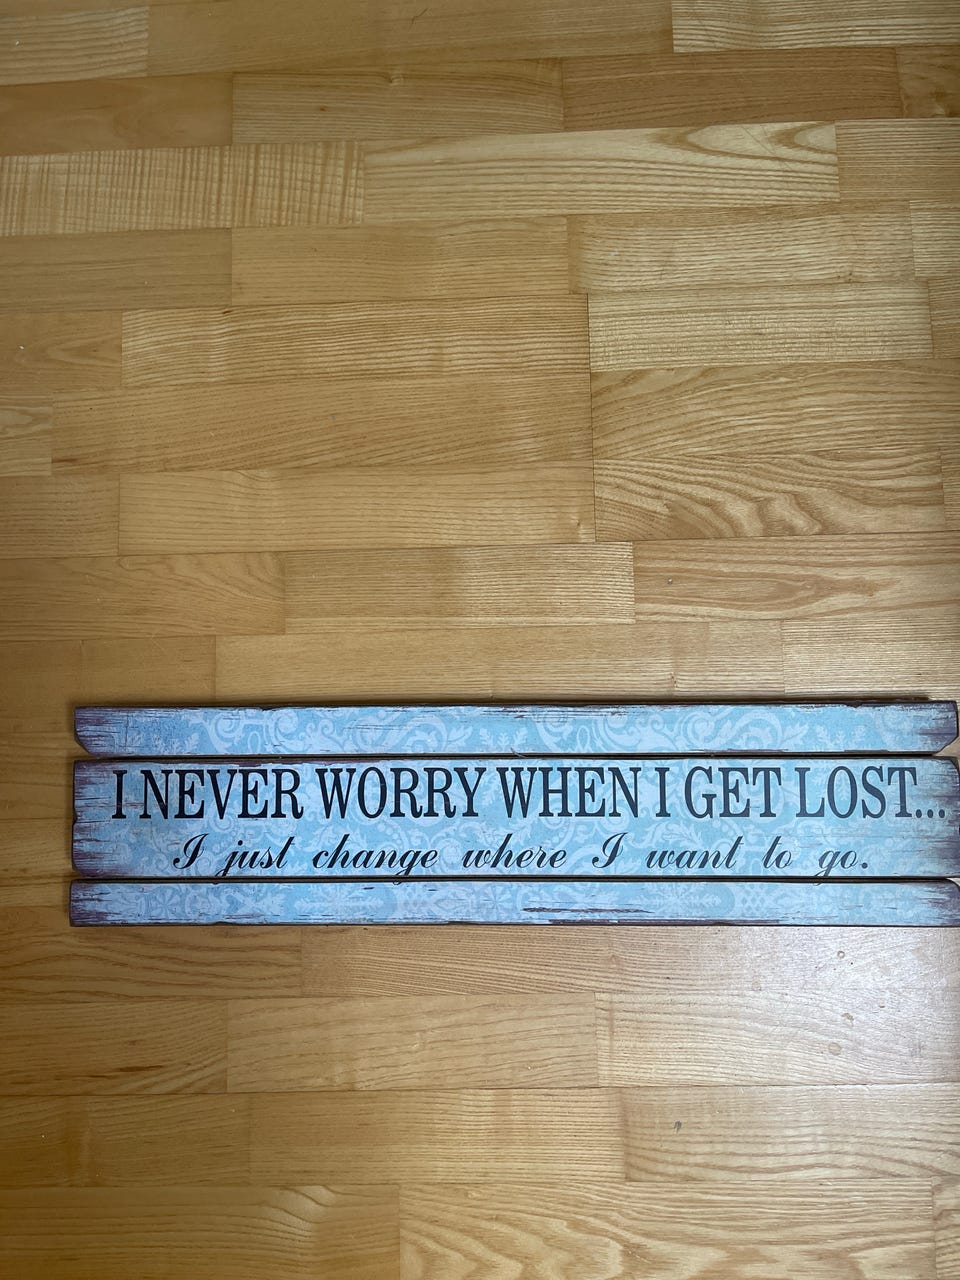 I NEVER WORRY WHEN I GET LOST...
I just change where I want to go.